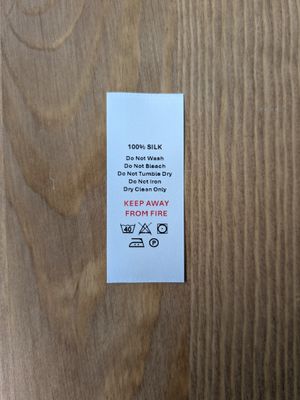 100% SILK
Do Not Wash
Do Not Bleach
Do Not Tumble Dry
Do Not Iron
Dry Clean Only
KEEP AWAY
FROM FIRE
40
P